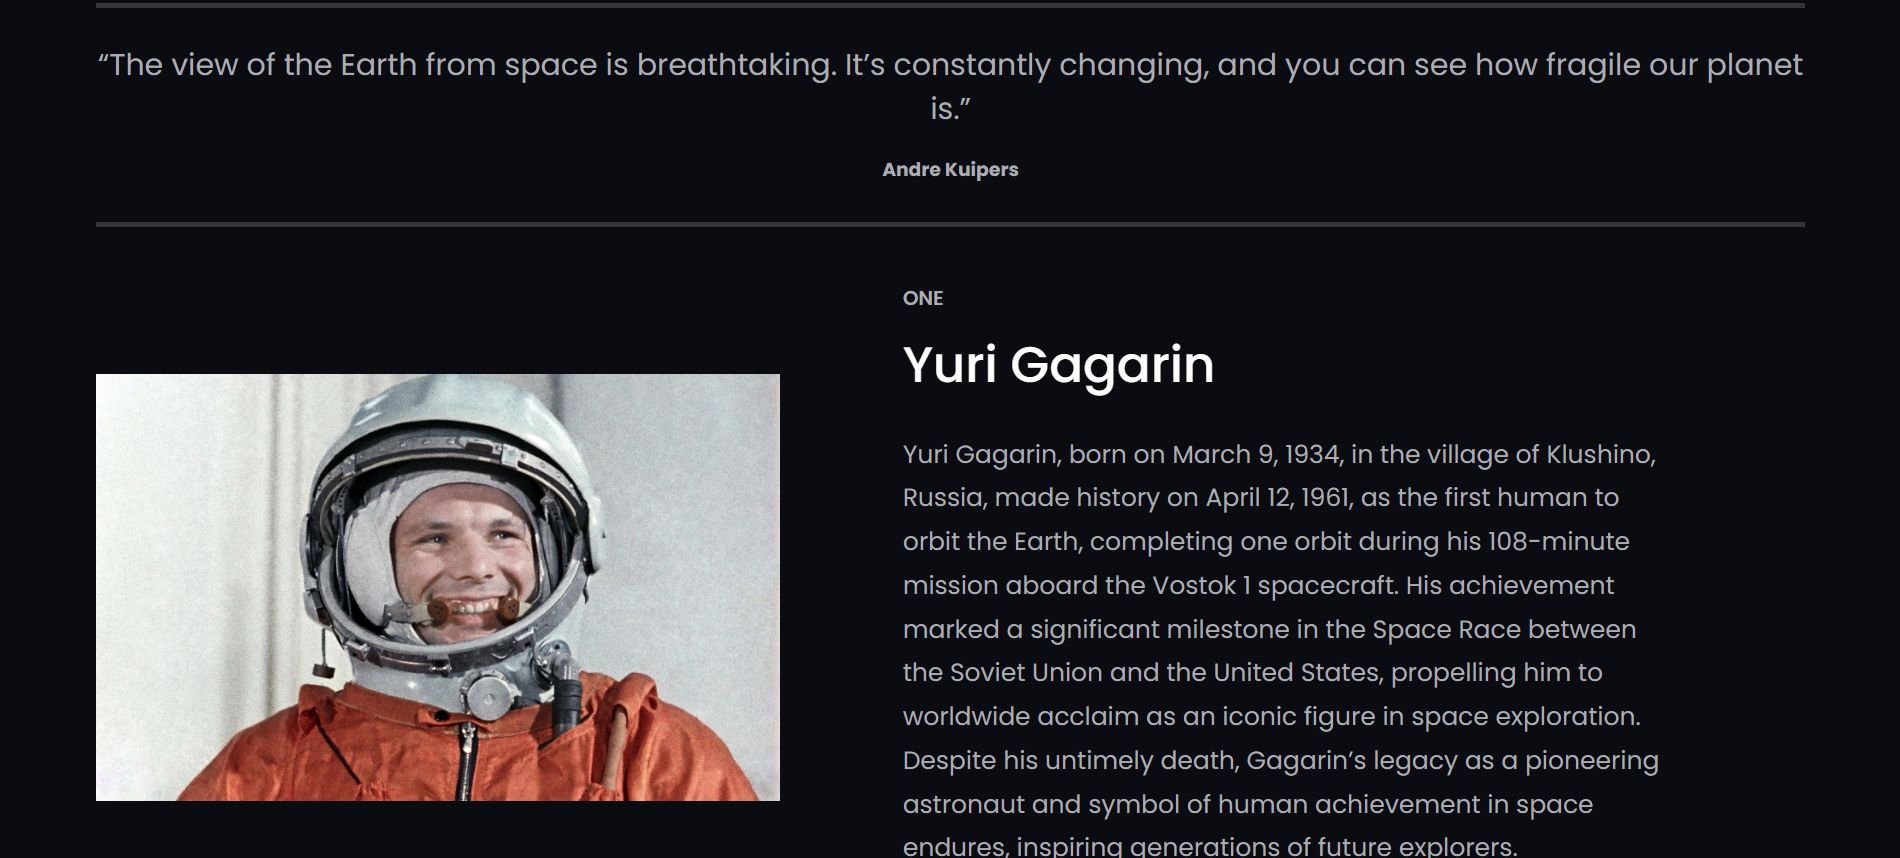 “The view of the Earth from space is breathtaking. It’s constantly changing, and you can see how fragile our planet
is.”
Andre Kuipers
ONE
Yuri Gagarin
Yuri Gagarin, born on March 9, 1934, in the village of Klushino,
Russia, made history on April 12, 1961, as the first human to
orbit the Earth, completing one orbit during his 108-minute
mission aboard the Vostok 1 spacecraft. His achievement
marked a significant milestone in the Space Race between
the Soviet Union and the United States, propelling him to
worldwide acclaim as an iconic figure in space exploration.
Despite his untimely death, Gagarin’s legacy as a pioneering
astronaut and symbol of human achievement in space
endures, inspiring generations of future explorers.